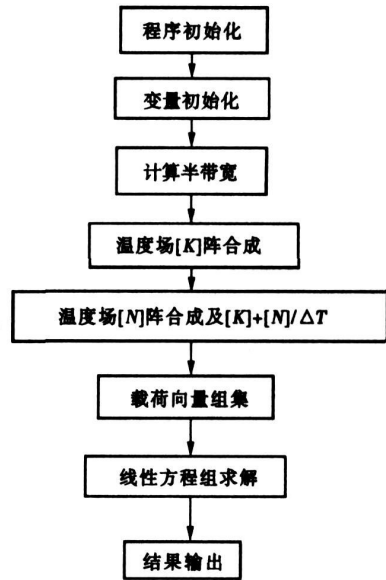 程序初始化
变量初始化
计算半带宽
温度场[K]阵合成
温度场[N]阵合成及[K]+[N]/△T
载荷向量组集
线性方程组求解
结果输出